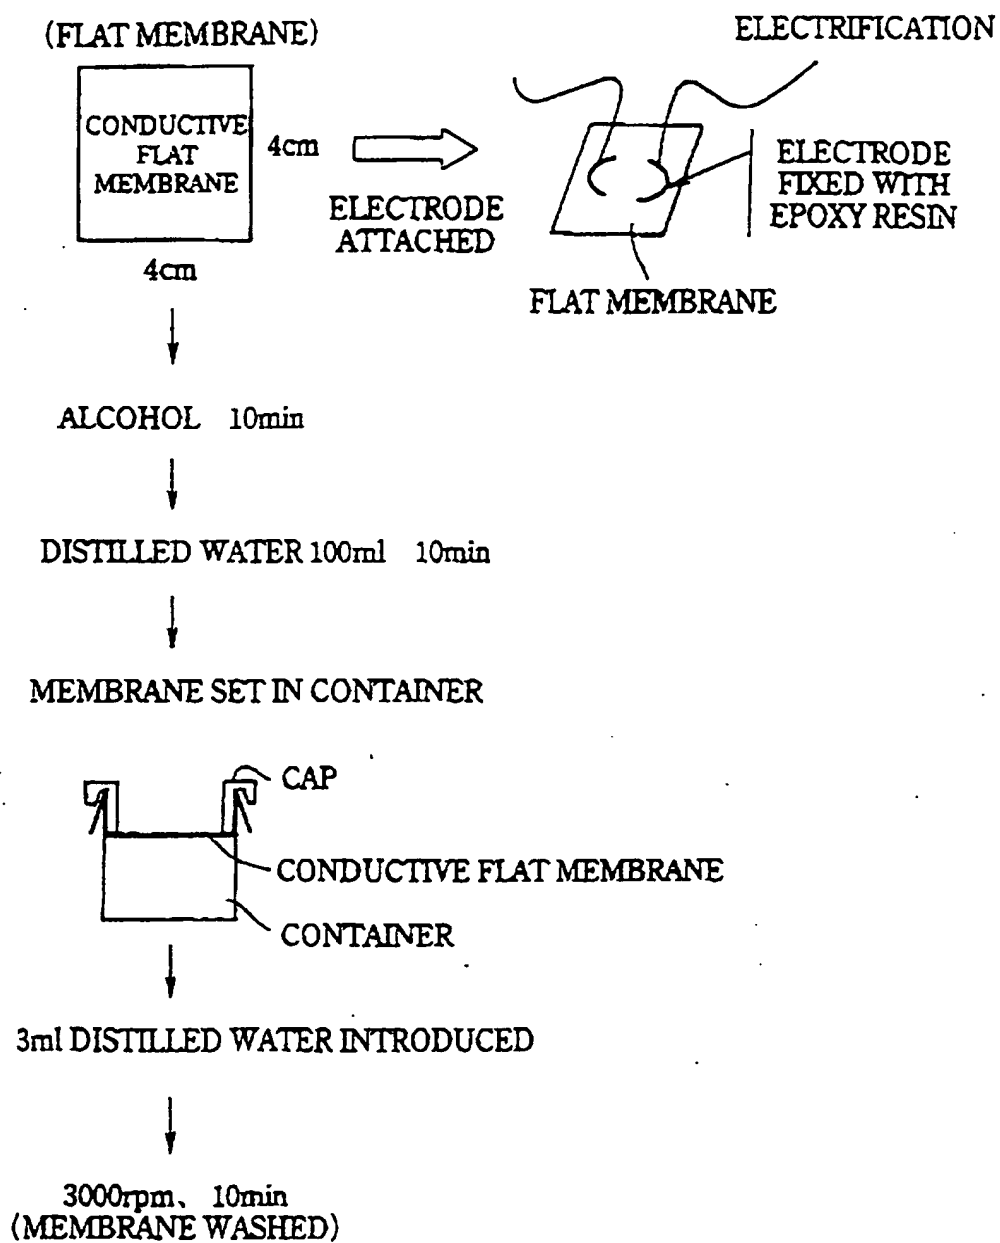 (FLAT MEMBRANE)
CONDUCTIVE
FLAT
MEMBRANE
4cm
4cm
ELECTRODE
ATTACHED
ELECTRIFICATION
ELECTRODE
FIXED WITH
EPOXY RESIN
FLAT MEMBRANE
ALCOHOL 10min
DISTILLED WATER 100ml 10min
MEMBRANE SET IN CONTAINER
CAP
CONDUCTIVE FLAT MEMBRANE
CONTAINER
3ml DISTILLED WATER INTRODUCED
3000rpm、 10min
(MEMBRANE WASHED)